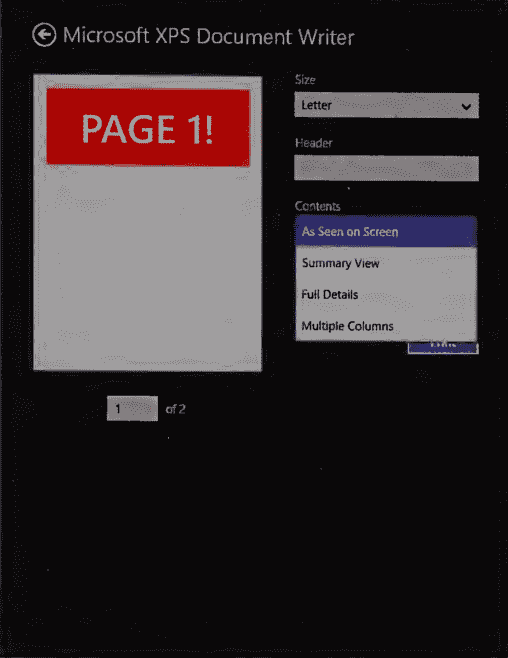 Microsoft XPS Document Writer
PAGE 1!
Size
Letter
Header
Contents
As Seen on Screen
Summary View
Full Details
Multiple Columns
1 of 2